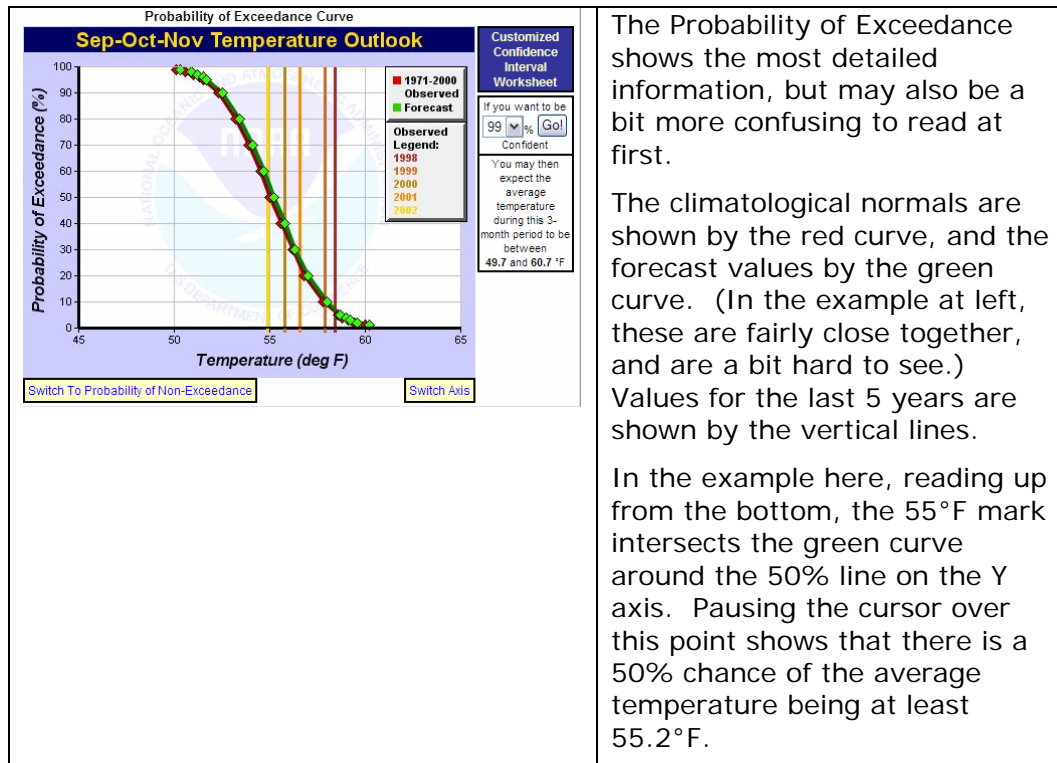 Probability of Exceedance Curve
Sep-Oct-Nov Temperature Outlook
Probability of Exceedance (%)
100
90
80
70
60
50
40
30
20
10
0
45
50
55
60
65
Temperature (deg F)
1971-2000
Observed
Forecast
Observed
Legend:
1998
1999
2000
2001
2002
NATIONAL OCEANIC AND ATMOSPHERIC ADMINIS
NOAA
U.S. DEPARTMENT OF COMMERCE
Switch To Probability of Non-Exceedance
Switch Axis
Customized
Confidence
Interval
Worksheet
If you want to be
99 % Go!
Confident
You may then
expect the
average
temperature
during this 3-
month period to be
between
49.7 and 60.7 °F
The Probability of Exceedance
shows the most detailed
information, but may also be a
bit more confusing to read at
first.
The climatological normals are
shown by the red curve, and the
forecast values by the green
curve. (In the example at left,
these are fairly close together,
and are a bit hard to see.)
Values for the last 5 years are
shown by the vertical lines.
In the example here, reading up
from the bottom, the 55°F mark
intersects the green curve
around the 50% line on the Y
axis. Pausing the cursor over
this point shows that there is a
50% chance of the average
temperature being at least
55.2°F.